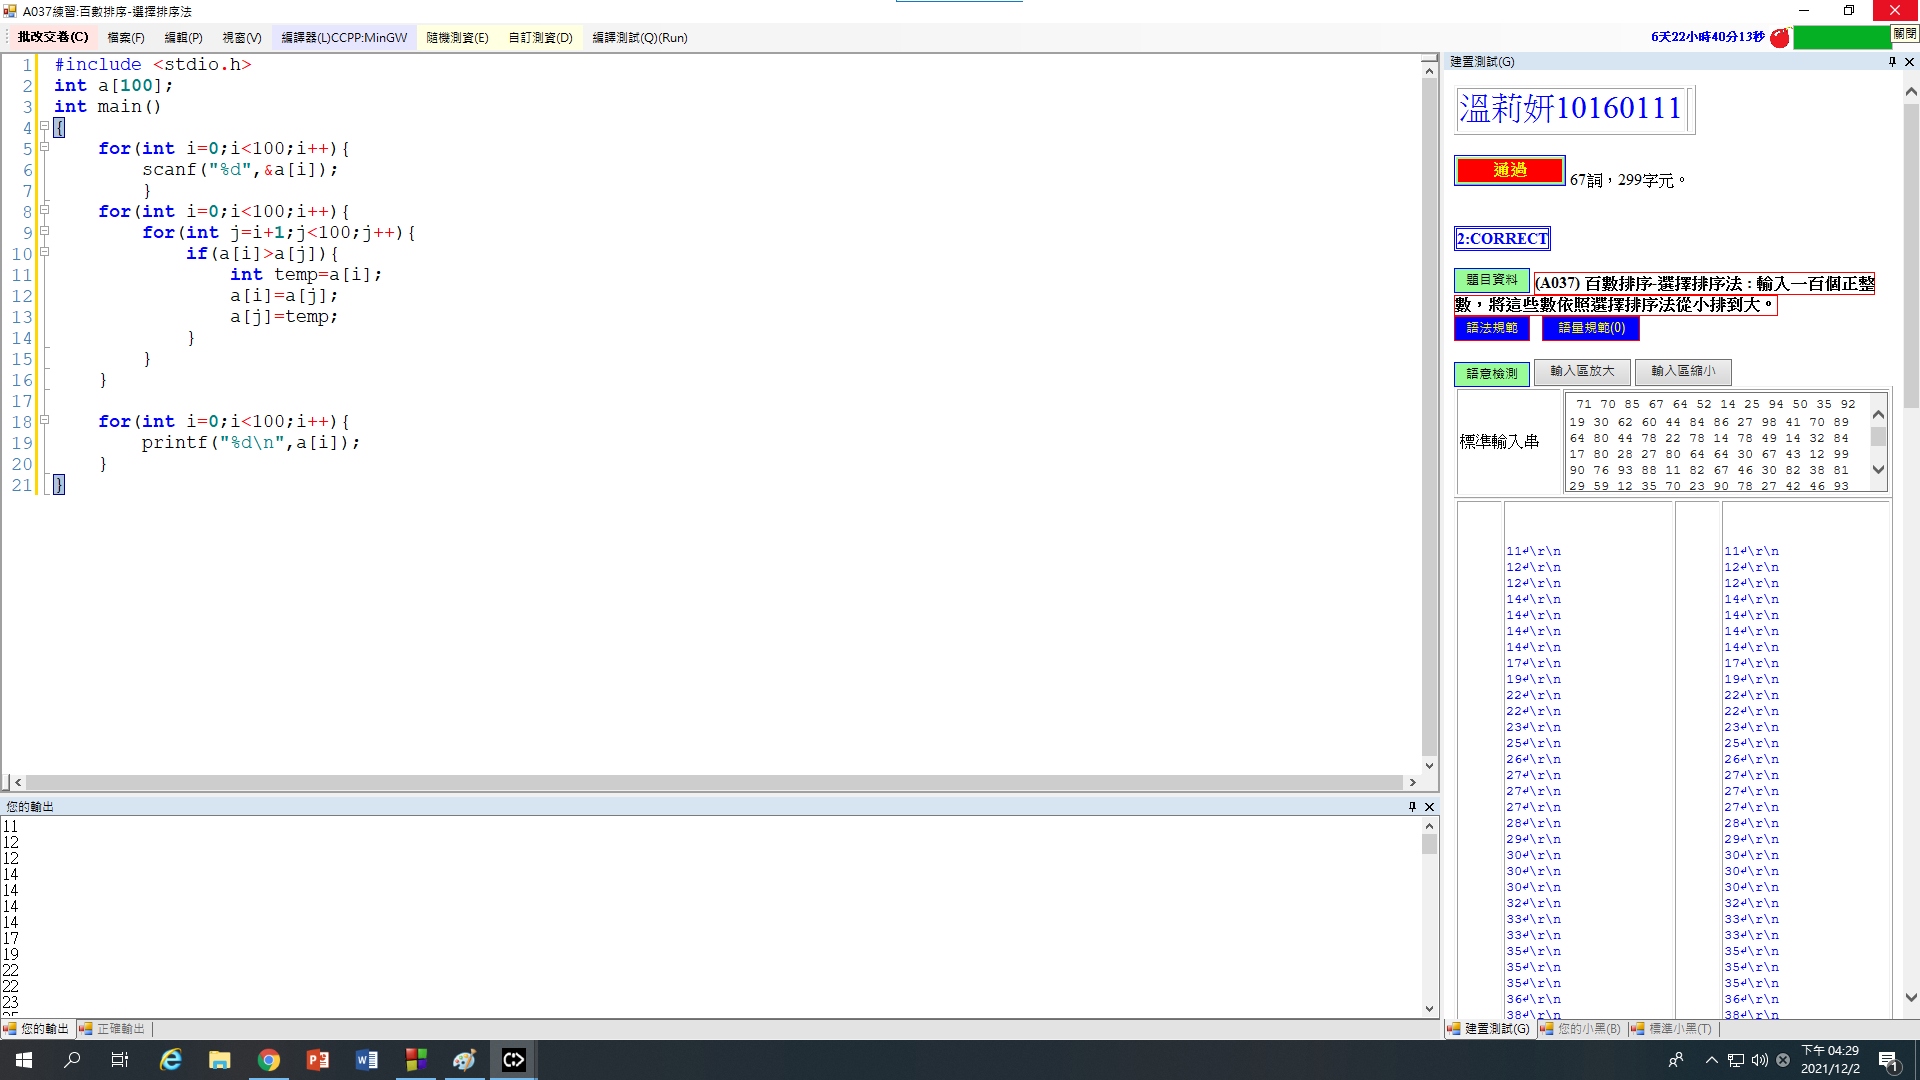 A037練習:百數排序-選擇排序法
批改交卷(C) 檔案(F) 編輯(P) 視窗(V) 編譯器(L)CCPP:MinGW 隨機測資(E) 自訂測資(D) 編譯測試(Q)(Run)
6天22小時40分13秒
關閉
1 #include <stdio.h>
2 int a[100];
3 int main()
4 {
5 for(int i=0;i<100;i++){
6 scanf("%d",&a[i]);
7 }
8 for(int i=0;i<100;i++){
9 for(int j=i+1;j<100;j++){
10 if(a[i]>a[j]){
11 int temp=a[i];
12 a[i]=a[j];
13 a[j]=temp;
14 }
15 }
16 }
17
18 for(int i=0;i<100;i++){
19 printf("%d\n",a[i]);
20 }
21 }
您的輸出
11
12
12
14
14
14
14
17
19
22
22
23
您的輸出 正確輸出
建置測試(G)
溫莉妍10160111
通過 67詞，299字元。
2:CORRECT
題目資料 (A037) 百數排序-選擇排序法：輸入一百個正整
數，將這些數依照選擇排序法從小排到大。
語法規範 語量規範(0)
語意檢測 輸入區放大 輸入區縮小
標準輸入串
71 70 85 67 64 52 14 25 94 50 35 92
19 30 62 60 44 84 86 27 98 41 70 89
64 80 44 78 22 78 14 78 49 14 32 84
17 80 28 27 80 64 64 30 67 43 12 99
90 76 93 88 11 82 67 46 30 82 38 81
29 59 12 35 70 23 90 78 27 42 46 93
11↵\r\n 11↵\r\n
12↵\r\n 12↵\r\n
12↵\r\n 12↵\r\n
14↵\r\n 14↵\r\n
14↵\r\n 14↵\r\n
14↵\r\n 14↵\r\n
14↵\r\n 14↵\r\n
17↵\r\n 17↵\r\n
19↵\r\n 19↵\r\n
22↵\r\n 22↵\r\n
22↵\r\n 22↵\r\n
23↵\r\n 23↵\r\n
25↵\r\n 25↵\r\n
26↵\r\n 26↵\r\n
27↵\r\n 27↵\r\n
27↵\r\n 27↵\r\n
27↵\r\n 27↵\r\n
28↵\r\n 28↵\r\n
29↵\r\n 29↵\r\n
30↵\r\n 30↵\r\n
30↵\r\n 30↵\r\n
30↵\r\n 30↵\r\n
32↵\r\n 32↵\r\n
33↵\r\n 33↵\r\n
33↵\r\n 33↵\r\n
35↵\r\n 35↵\r\n
35↵\r\n 35↵\r\n
35↵\r\n 35↵\r\n
36↵\r\n 36↵\r\n
38↵\r\n 38↵\r\n
建置測試(G) 您的小黑(B) 標準小黑(T)
下午 04:29
2021/12/2
1